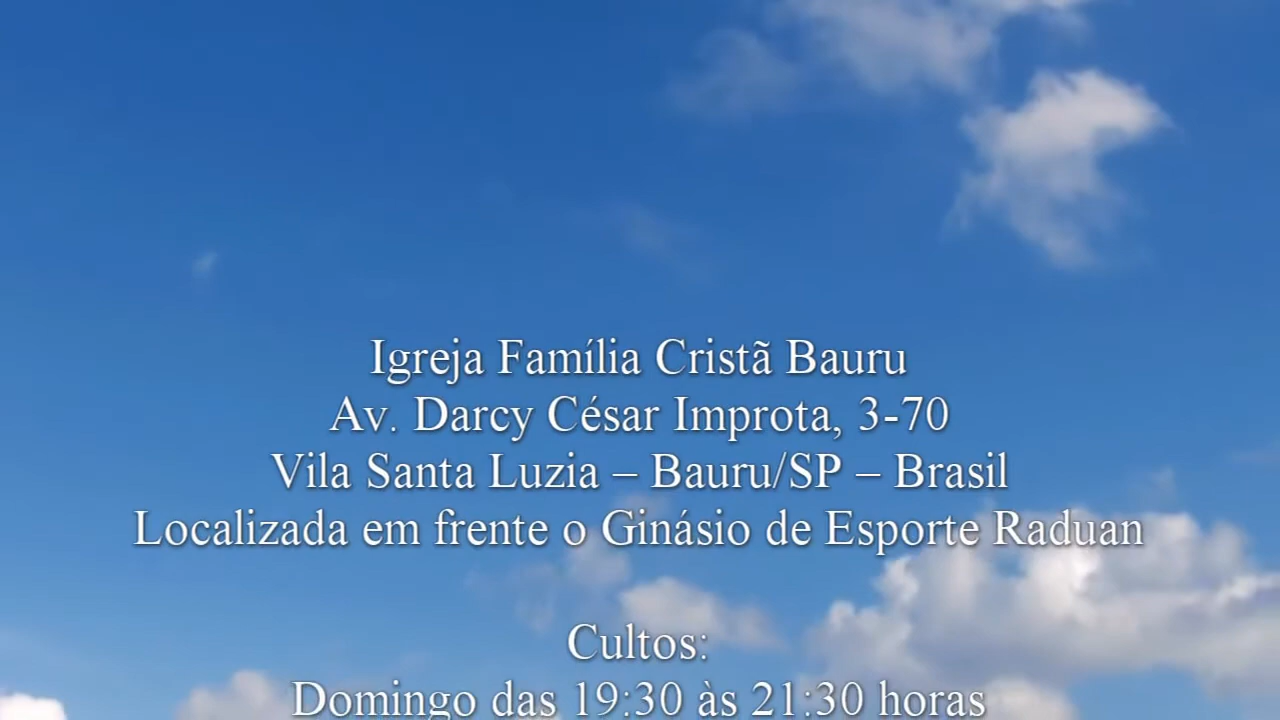 Igreja Família Cristã Bauru
Av. Darcy César Improta, 3-70
Vila Santa Luzia – Bauru/SP – Brasil
Localizada em frente o Ginásio de Esporte Raduan
Cultos:
Domingo das 19:30 às 21:30 horas